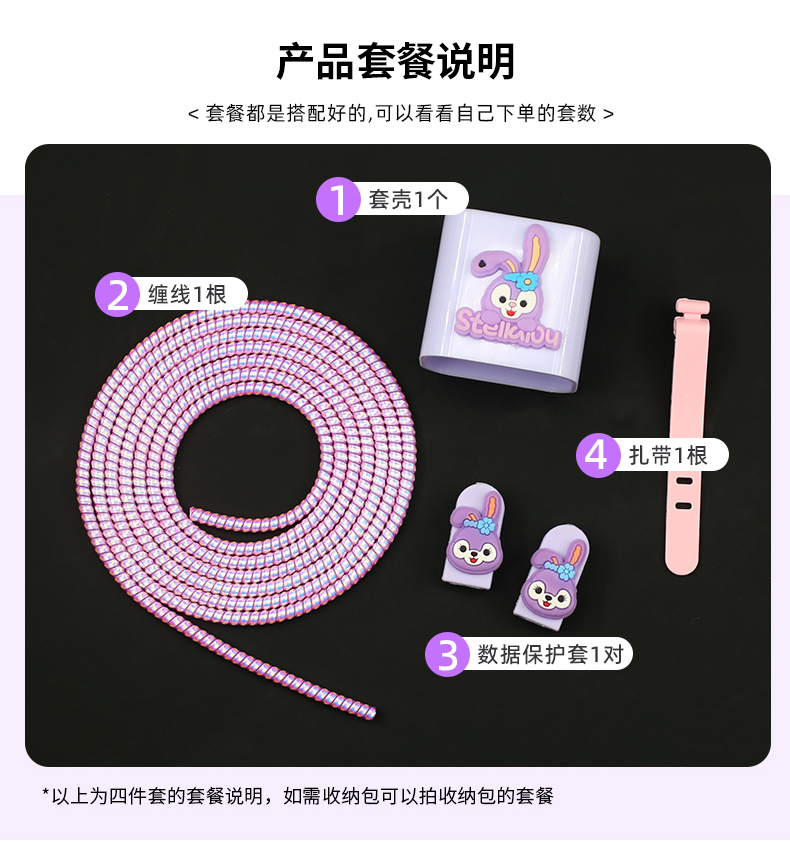 产品套餐说明
< 套餐都是搭配好的,可以看看自己下单的套数 >
1 套壳1个
2 缠线1根
StellaLou
4 扎带1根
3 数据保护套1对
*以上为四件套的套餐说明，如需收纳包可以拍收纳包的套餐